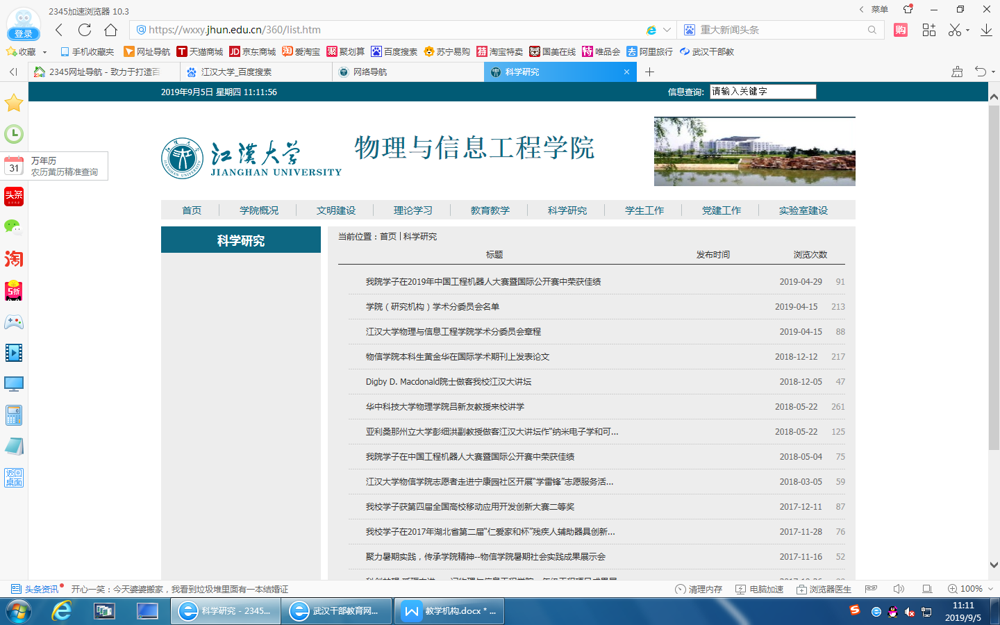 2345加速浏览器 10.3
菜单
登录
https://wxxy.jhun.edu.cn/360/list.htm
重大新闻头条
购
收藏 手机收藏夹 网址导航 天猫商城 京东商城 爱淘宝 聚划算 百度搜索 苏宁易购 淘宝特卖 国美在线 唯品会 阿里旅行 武汉干部教
2345网址导航 - 致力于打造百 江汉大学_百度搜索 网络导航 科学研究
2019年9月5日 星期四 11:11:56 信息查询: 请输入关键字
31
万年历
农历黄历精准查询
头条
淘
5折
返回
桌面
江汉大学
JIANGHAN UNIVERSITY
物理与信息工程学院
首页 学院概况 文明建设 理论学习 教育教学 科学研究 学生工作 党建工作 实验室建设
科学研究
当前位置：首页 | 科学研究
标题 发布时间 浏览次数
我院学子在2019年中国工程机器人大赛暨国际公开赛中荣获佳绩 2019-04-29 91
学院（研究机构）学术分委员会名单 2019-04-15 213
江汉大学物理与信息工程学院学术分委员会章程 2019-04-15 88
物信学院本科生黄金华在国际学术期刊上发表论文 2018-12-12 217
Digby D. Macdonald院士做客我校江汉大讲坛 2018-12-05 47
华中科技大学物理学院吕新友教授来校讲学 2018-05-22 261
亚利桑那州立大学彭细洪副教授做客江汉大讲坛作“纳米电子学和可... 2018-05-22 125
我院学子在中国工程机器人大赛暨国际公开赛中荣获佳绩 2018-05-04 75
江汉大学物信学院志愿者走进宁康园社区开展“学雷锋”志愿服务活... 2018-03-05 59
我校学子获第四届全国高校移动应用开发创新大赛二等奖 2017-12-11 87
我校学子在2017年湖北省第二届“仁爱家和杯”残疾人辅助器具创新... 2017-11-28 76
聚力暑期实践，传承学院精神--物信学院暑期社会实践成果展示会 2017-11-16 52
头条资讯 开心一笑：今天婆婆搬家，我看到垃圾堆里面有一本结婚证 清理内存 电脑加速 浏览器医生 100%
科学研究 - 2345... 武汉干部教育网... 教学机构.docx * ... 11:11
2019/9/5